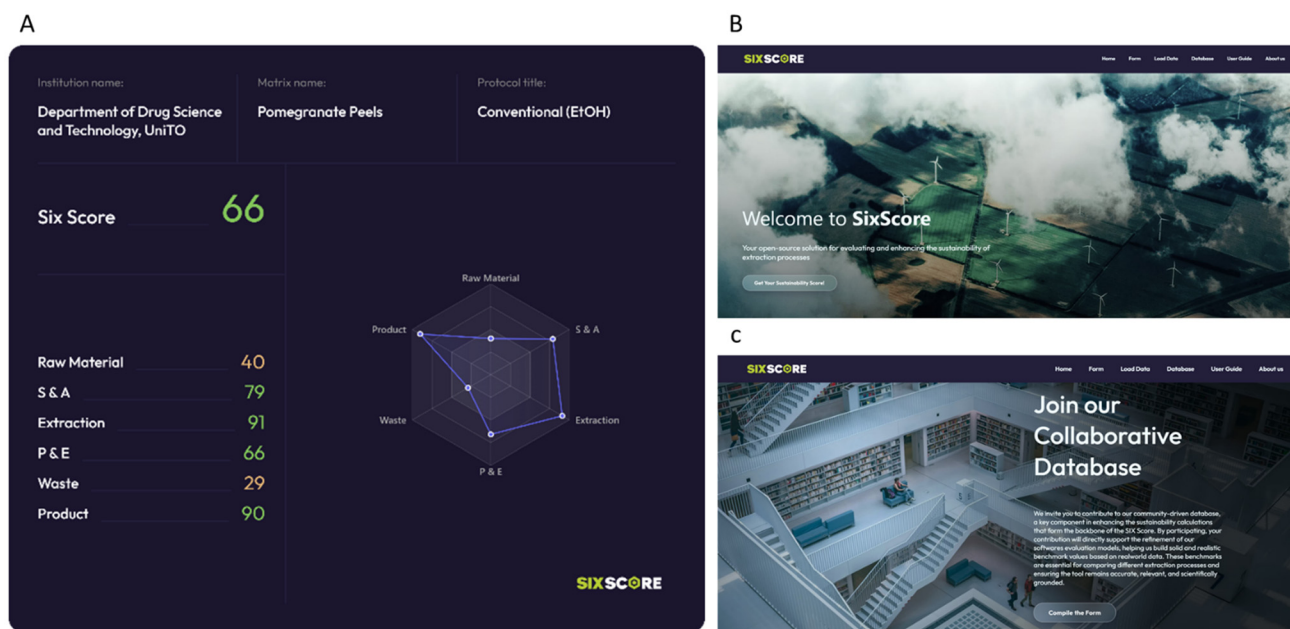 A
Institution name:
Department of Drug Science
and Technology, UniTO
Matrix name:
Pomegranate Peels
Protocol title:
Conventional (EtOH)
Six Score 66
Raw Material 40
S & A 79
Extraction 91
P & E 66
Waste 29
Product 90
Raw Material
Product
S & A
Waste
Extraction
P & E
SIXSCORE
B
SIXSCORE
Home Form Load Data Database User Guide About us
Welcome to SixScore
Your open-source solution for evaluating and enhancing the sustainability of
extraction processes
Get Your Sustainability Score!
C
SIXSCORE
Home Form Load Data Database User Guide About us
Join our
Collaborative
Database
We invite you to contribute to our community-driven database,
a key component in enhancing the sustainability calculations
that form the backbone of the SIX Score. By participating, your
contribution will directly support the refinement of our
softwares evaluation models, helping us build solid and realistic
benchmark values based on realworld data. These benchmarks
are essential for comparing different extraction processes and
ensuring the tool remains accurate, relevant, and scientifically
grounded.
Compile the Form